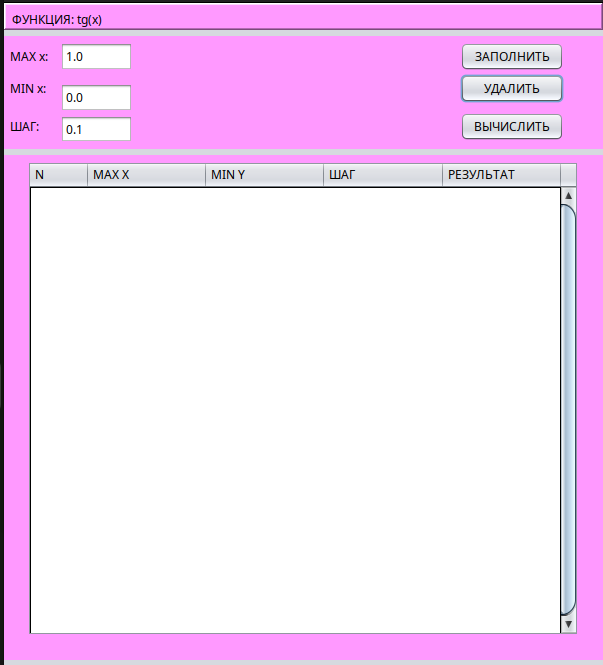 ФУНКЦИЯ: tg(x)
MAX x: 1.0 ЗАПОЛНИТЬ
MIN x: 0.0 УДАЛИТЬ
ШАГ: 0.1 ВЫЧИСЛИТЬ
N MAX X MIN Y ШАГ РЕЗУЛЬТАТ